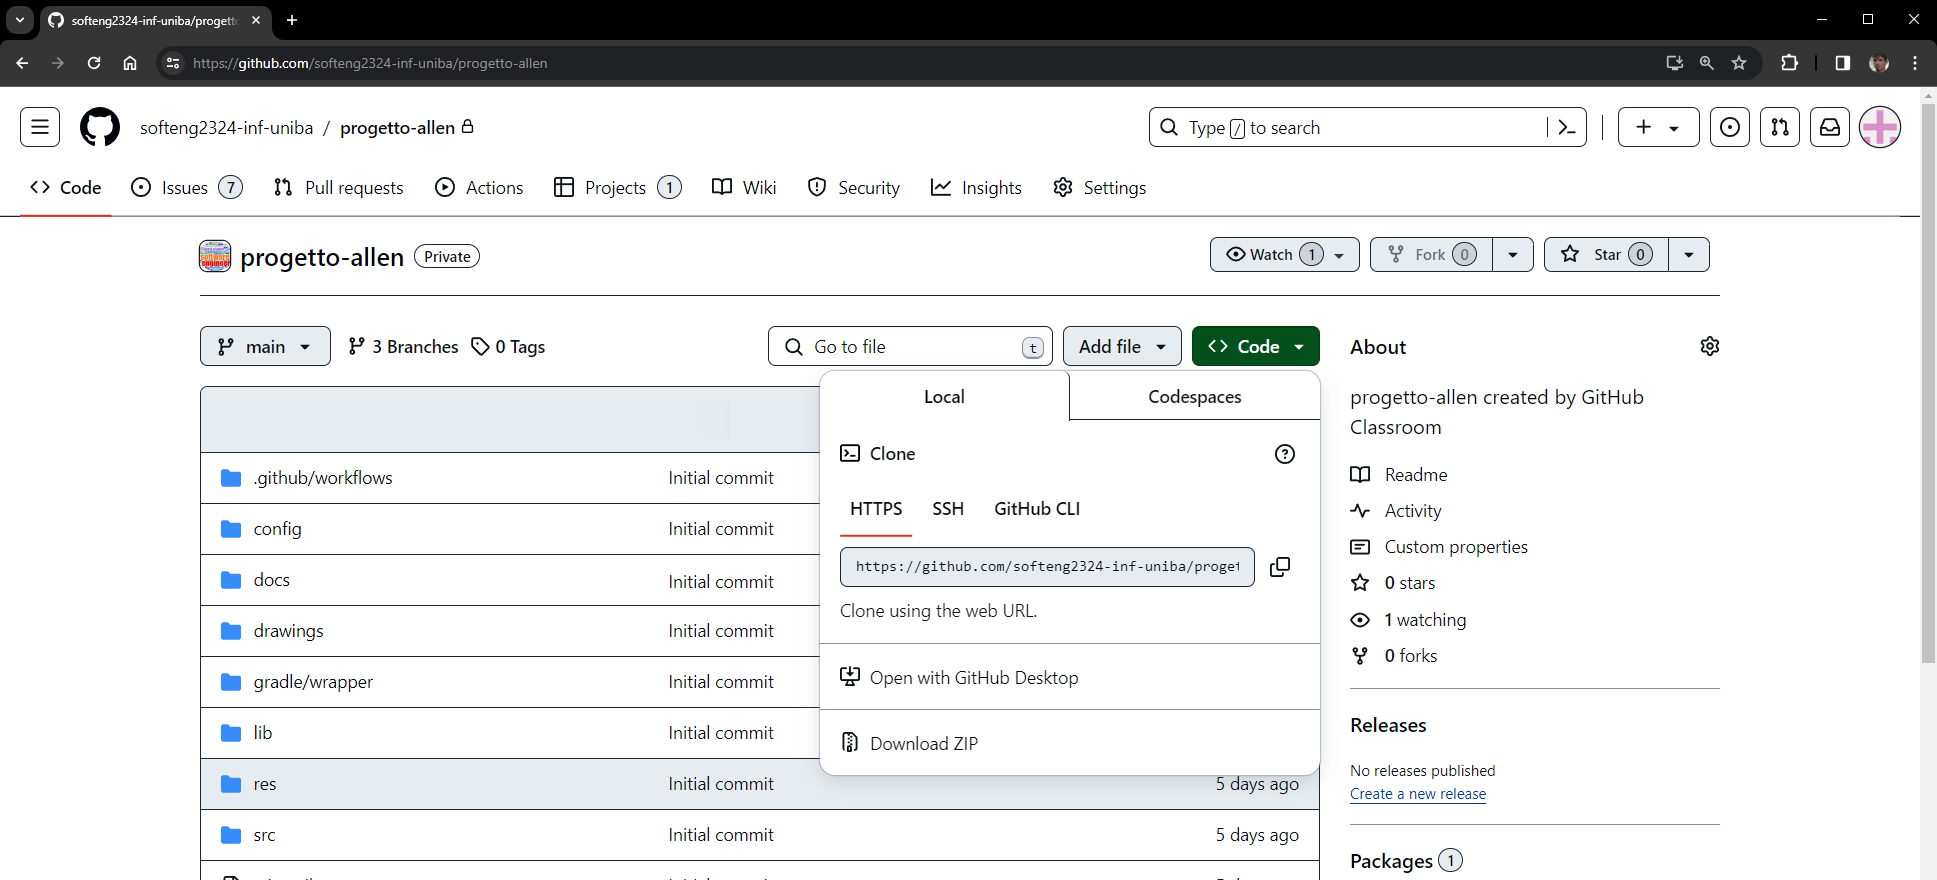 softeng2324-inf-uniba/progett
https://github.com/softeng2324-inf-uniba/progetto-allen
softeng2324-inf-uniba / progetto-allen
Type / to search
Code Issues 7 Pull requests Actions Projects 1 Wiki Security Insights Settings
progetto-allen Private
Watch 1 Fork 0 Star 0
main 3 Branches 0 Tags
Go to file t Add file Code
Local Codespaces
Clone
HTTPS SSH GitHub CLI
https://github.com/softeng2324-inf-uniba/proget
Clone using the web URL.
Open with GitHub Desktop
Download ZIP
.github/workflows Initial commit
config Initial commit
docs Initial commit
drawings Initial commit
gradle/wrapper Initial commit
lib Initial commit
res Initial commit 5 days ago
src Initial commit 5 days ago
About
progetto-allen created by GitHub
Classroom
Readme
Activity
Custom properties
0 stars
1 watching
0 forks
Releases
No releases published
Create a new release
Packages 1